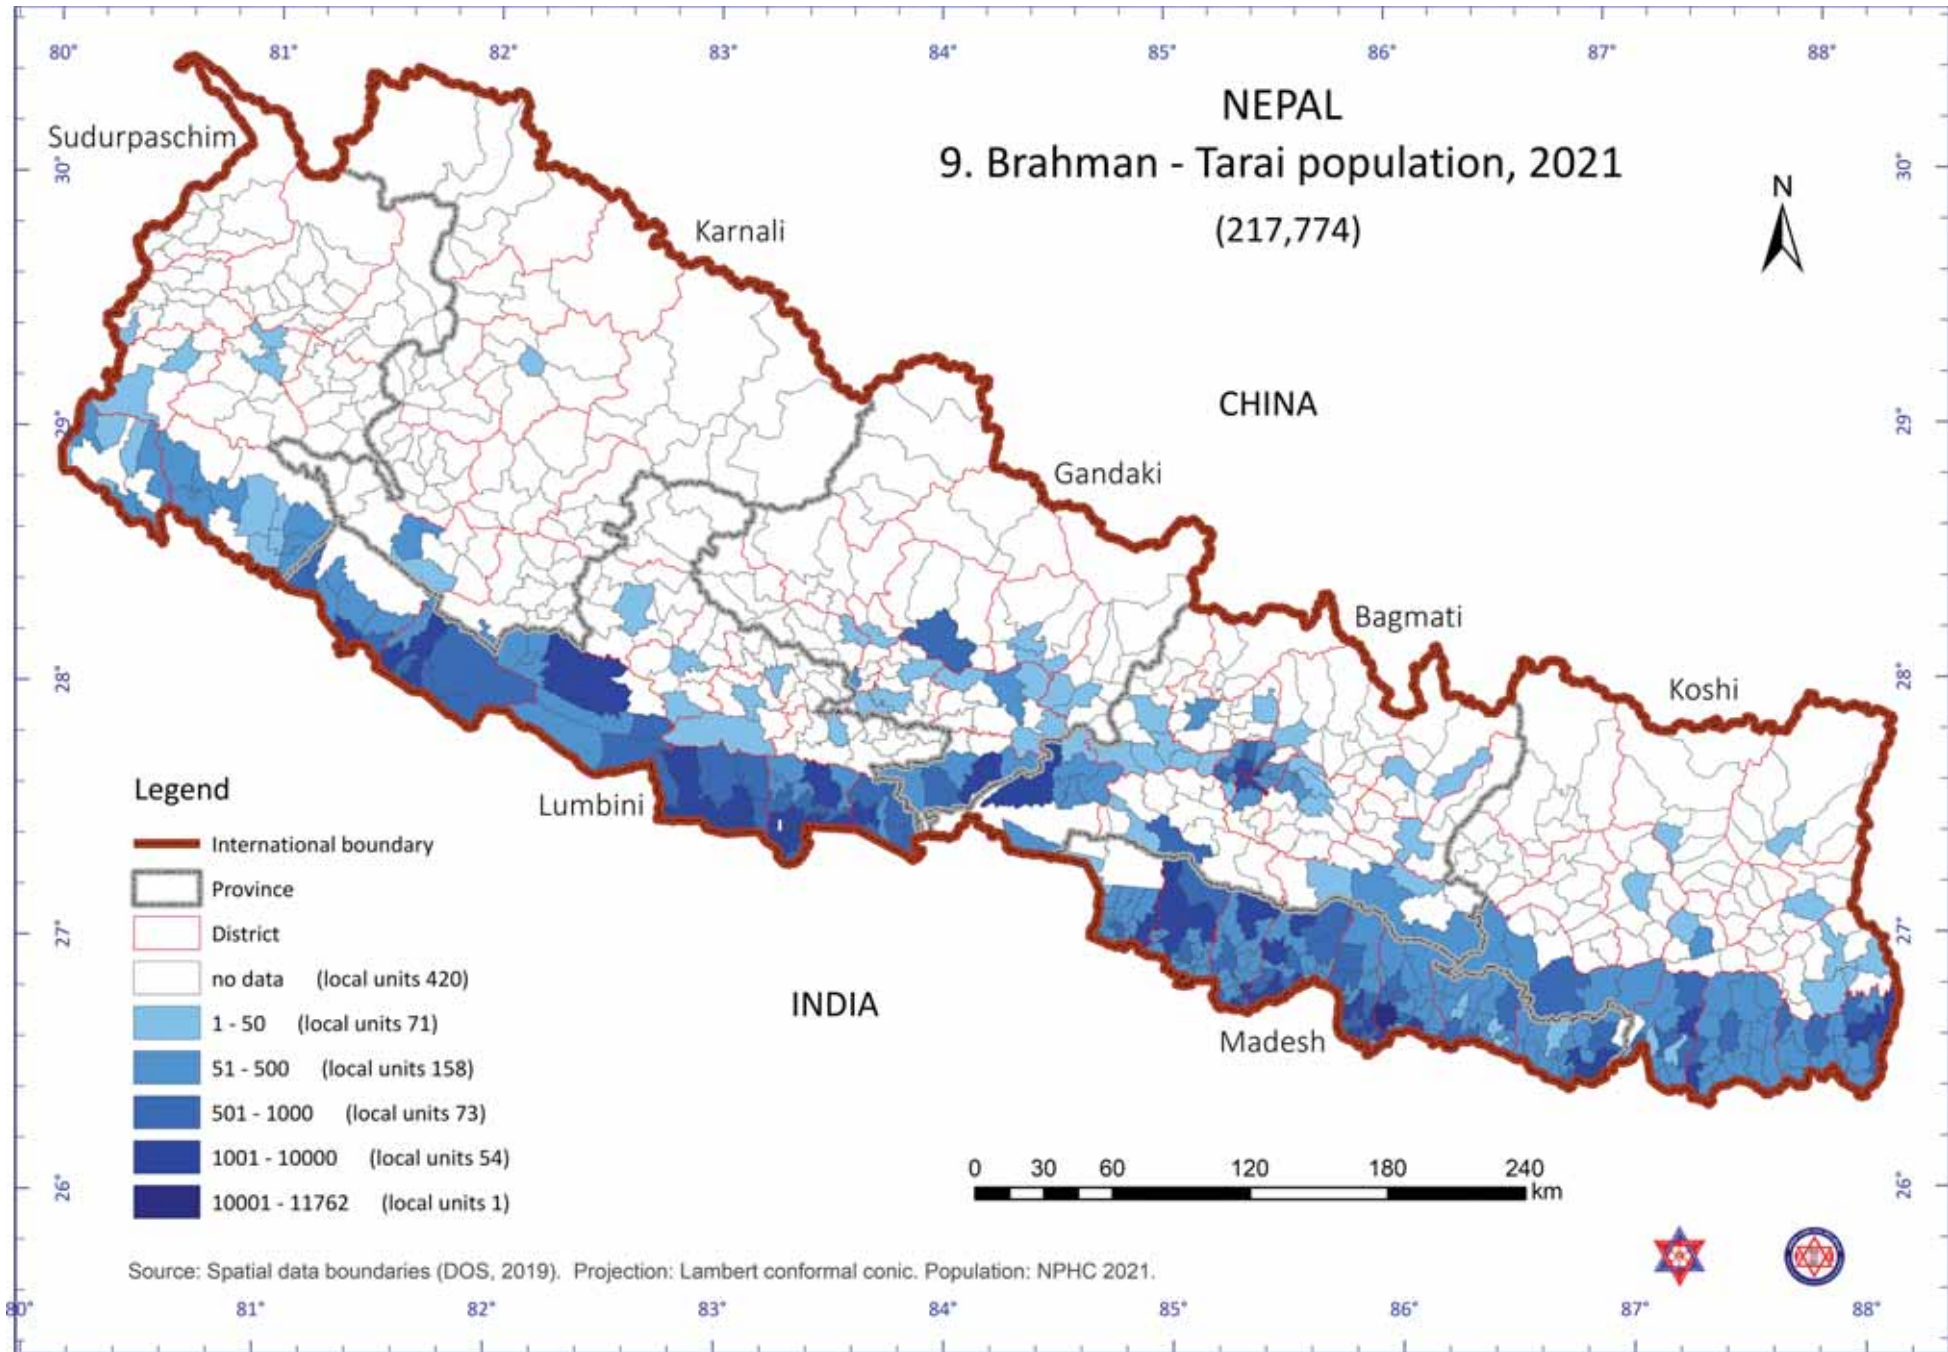 80° 81° 82° 83° 84° 85° 86° 87° 88°
NEPAL
9. Brahman - Tarai population, 2021
(217,774)
N
Sudurpaschim
30° 30°
Karnali
CHINA
29° 29°
Gandaki
Bagmati
28° 28°
Koshi
Legend
Lumbini
International boundary
Province
District
27° 27°
no data (local units 420)
INDIA
1 - 50 (local units 71)
Madesh
51 - 500 (local units 158)
501 - 1000 (local units 73)
1001 - 10000 (local units 54)
0 30 60 120 180 240
km
26° 26°
10001 - 11762 (local units 1)
Source: Spatial data boundaries (DOS, 2019). Projection: Lambert conformal conic. Population: NPHC 2021.
80° 81° 82° 83° 84° 85° 86° 87° 88°